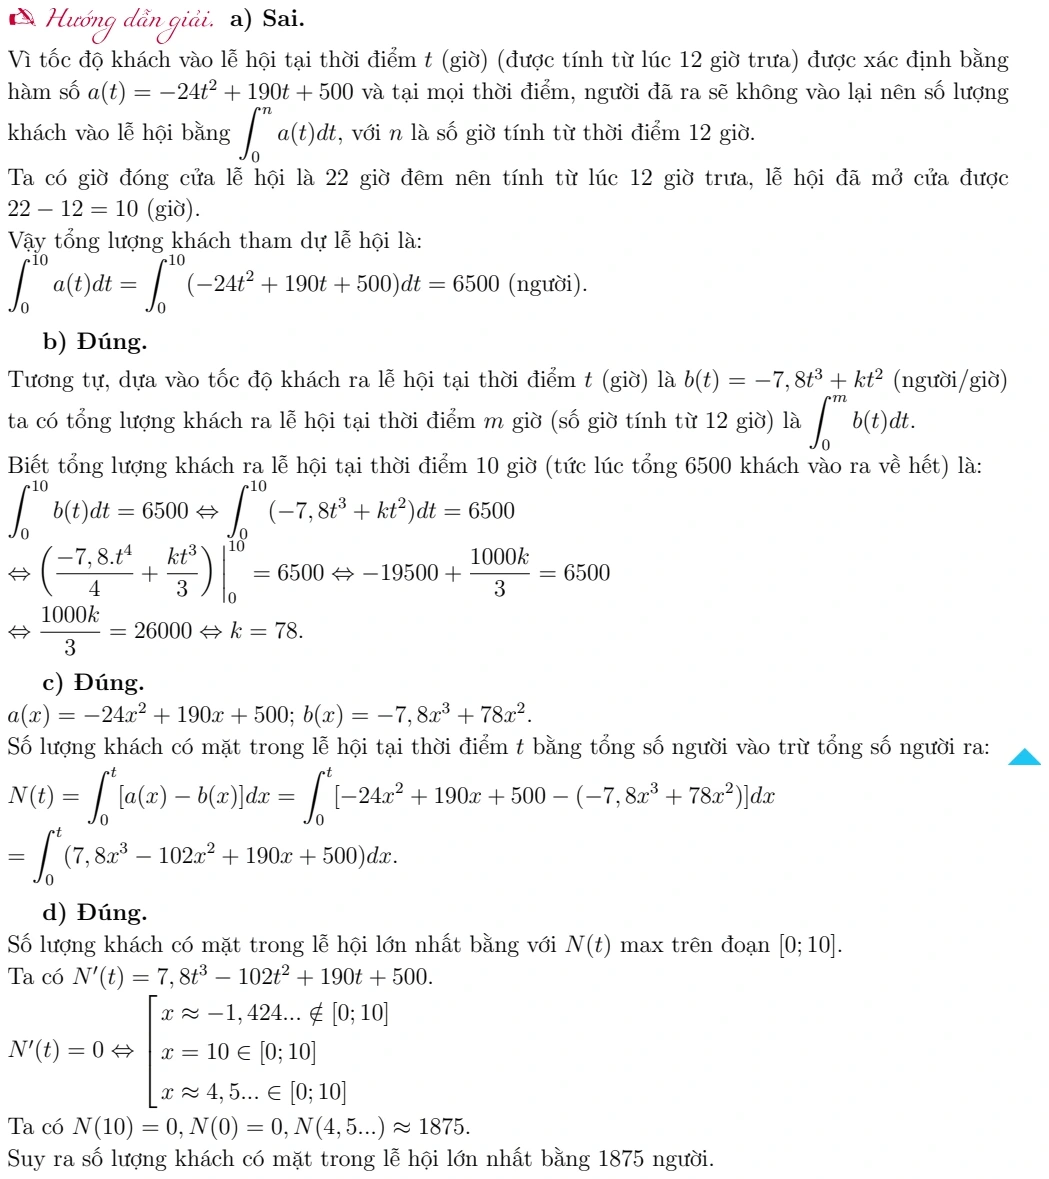 Hướng dẫn giải. a) Sai.
Vì tốc độ khách vào lễ hội tại thời điểm t (giờ) (được tính từ lúc 12 giờ trưa) được xác định bằng
hàm số a(t) = −24t² + 190t + 500 và tại mọi thời điểm, người đã ra sẽ không vào lại nên số lượng
khách vào lễ hội bằng ∫₀ⁿ a(t)dt, với n là số giờ tính từ thời điểm 12 giờ.
Ta có giờ đóng cửa lễ hội là 22 giờ đêm nên tính từ lúc 12 giờ trưa, lễ hội đã mở cửa được
22 − 12 = 10 (giờ).
Vậy tổng lượng khách tham dự lễ hội là:
∫₀¹⁰ a(t)dt = ∫₀¹⁰ (−24t² + 190t + 500)dt = 6500 (người).
b) Đúng.
Tương tự, dựa vào tốc độ khách ra lễ hội tại thời điểm t (giờ) là b(t) = −7,8t³ + kt² (người/giờ)
ta có tổng lượng khách ra lễ hội tại thời điểm m giờ (số giờ tính từ 12 giờ) là ∫₀ᵐ b(t)dt.
Biết tổng lượng khách ra lễ hội tại thời điểm 10 giờ (tức lúc tổng 6500 khách vào ra về hết) là:
∫₀¹⁰ b(t)dt = 6500 ⇔ ∫₀¹⁰ (−7,8t³ + kt²)dt = 6500
⇔ (−7,8.t⁴/4 + kt³/3) |₀¹⁰ = 6500 ⇔ −19500 + 1000k/3 = 6500
⇔ 1000k/3 = 26000 ⇔ k = 78.
c) Đúng.
a(x) = −24x² + 190x + 500; b(x) = −7,8x³ + 78x².
Số lượng khách có mặt trong lễ hội tại thời điểm t bằng tổng số người vào trừ tổng số người ra:
N(t) = ∫₀ᵗ [a(x) − b(x)]dx = ∫₀ᵗ [−24x² + 190x + 500 − (−7,8x³ + 78x²)]dx
= ∫₀ᵗ (7,8x³ − 102x² + 190x + 500)dx.
d) Đúng.
Số lượng khách có mặt trong lễ hội lớn nhất bằng với N(t) max trên đoạn [0; 10].
Ta có N′(t) = 7,8t³ − 102t² + 190t + 500.
x ≈ −1,424... ∉ [0; 10]
N′(t) = 0 ⇔ [ x = 10 ∈ [0; 10]
x ≈ 4,5... ∈ [0; 10]
Ta có N(10) = 0, N(0) = 0, N(4,5...) ≈ 1875.
Suy ra số lượng khách có mặt trong lễ hội lớn nhất bằng 1875 người.